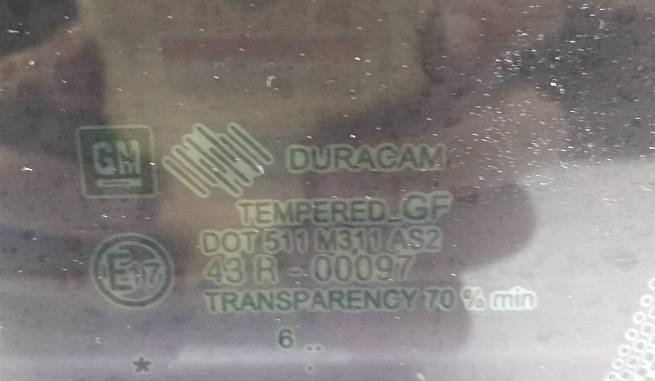 GM DURACAM
TEMPERED_GF
DOT 511 M311 AS2
E17 43 R - 00097
TRANSPARENCY 70 % min
6 ..
* .